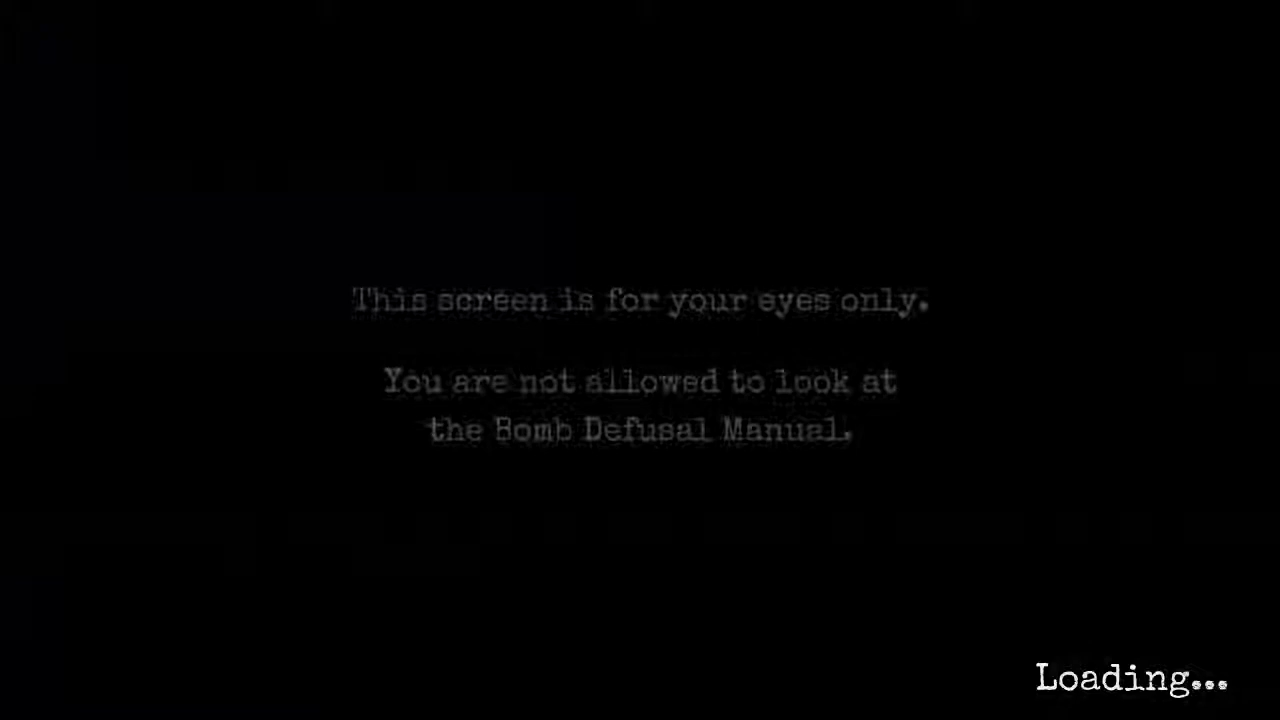 This screen is for your eyes only.
You are not allowed to look at
the Bomb Defusal Manual.
Loading...